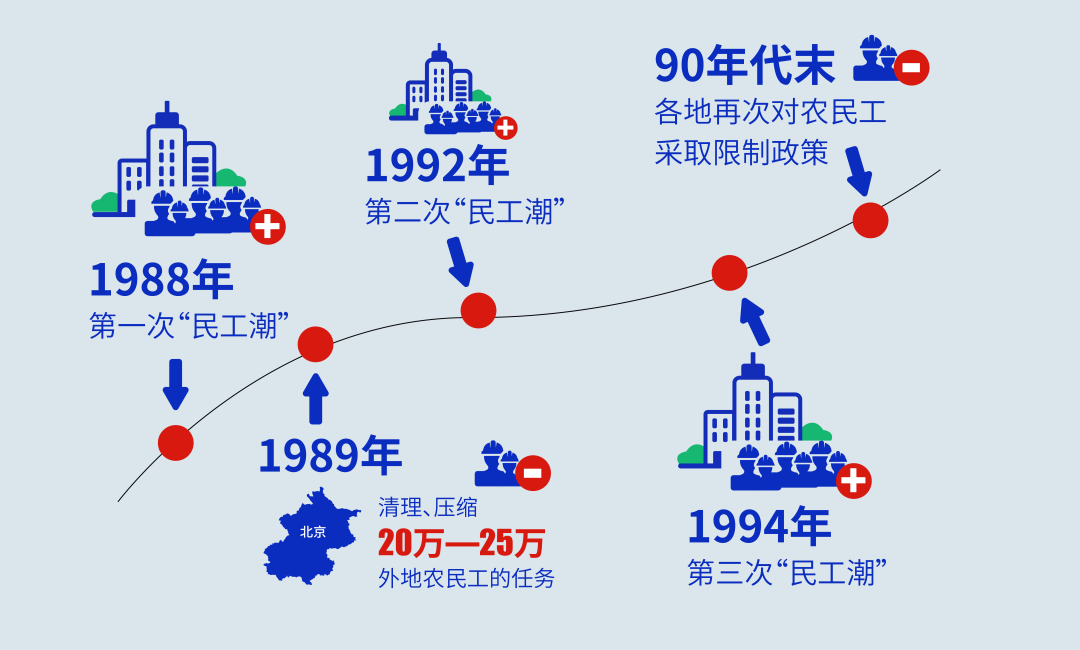 1988年
第一次“民工潮”
1989年
北京
清理、压缩
20万—25万
外地农民工的任务
1992年
第二次“民工潮”
1994年
第三次“民工潮”
90年代末
各地再次对农民工
采取限制政策